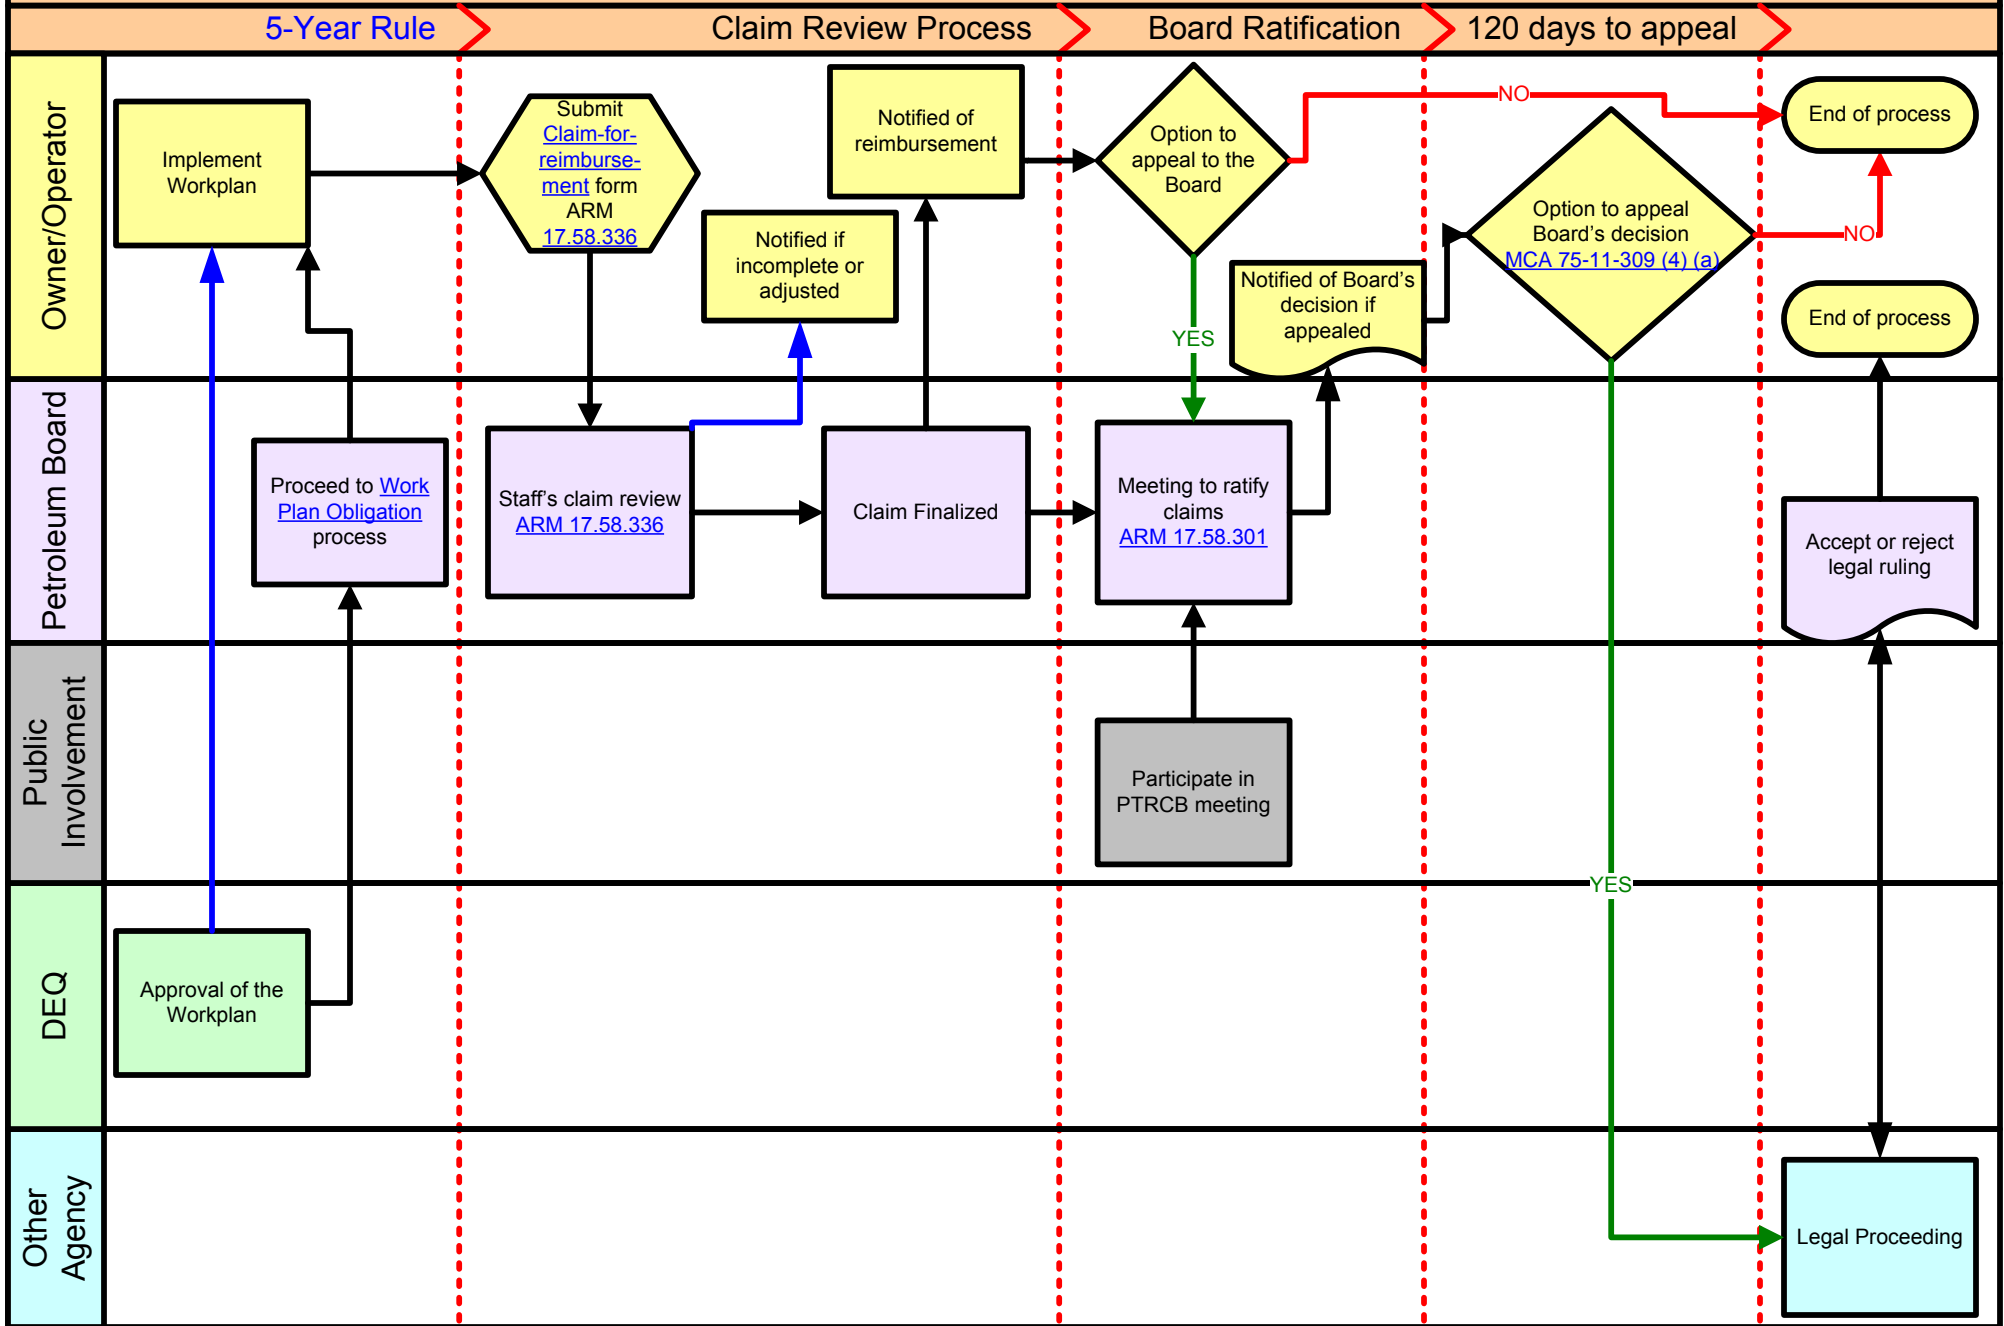 5-Year Rule
Claim Review Process
Board Ratification
120 days to appeal
Owner/Operator
Implement
Workplan
Submit
Claim-for-
reimburse-
ment form
ARM
17.58.336
Notified if
incomplete or
adjusted
Notified of
reimbursement
Option to
appeal to the
Board
NO
YES
Notified of Board's
decision if
appealed
Option to appeal
Board's decision
MCA 75-11-309 (4) (a)
NO
End of process
End of process
Petroleum Board
Proceed to Work
Plan Obligation
process
Staff's claim review
ARM 17.58.336
Claim Finalized
Meeting to ratify
claims
ARM 17.58.301
Accept or reject
legal ruling
Public
Involvement
Participate in
PTRCB meeting
YES
DEQ
Approval of the
Workplan
Other
Agency
Legal Proceeding